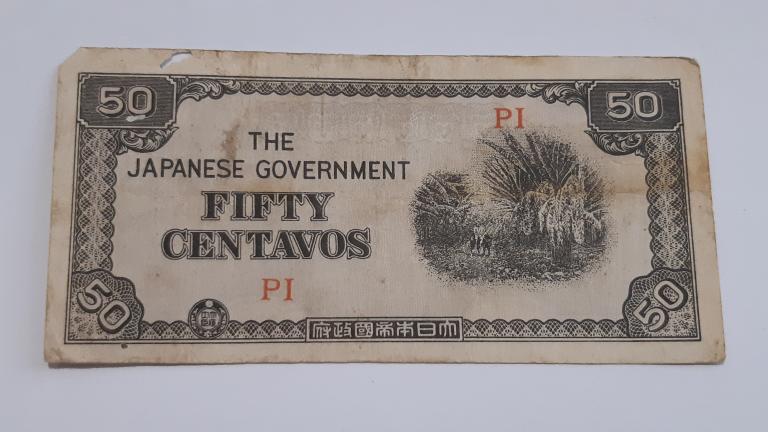 50
50
PI
THE
JAPANESE GOVERNMENT
FIFTY
CENTAVOS
PI
50
府政國帝本日大
50